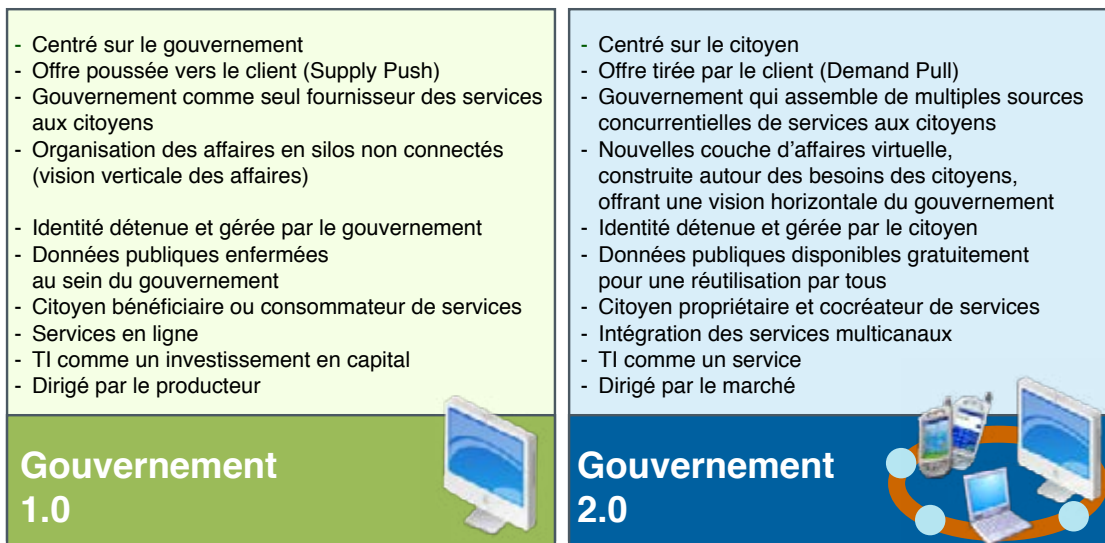 - Centré sur le gouvernement
- Offre poussée vers le client (Supply Push)
- Gouvernement comme seul fournisseur des services
aux citoyens
- Organisation des affaires en silos non connectés
(vision verticale des affaires)
- Identité détenue et gérée par le gouvernement
- Données publiques enfermées
au sein du gouvernement
- Citoyen bénéficiaire ou consommateur de services
- Services en ligne
- TI comme un investissement en capital
- Dirigé par le producteur
Gouvernement
1.0
- Centré sur le citoyen
- Offre tirée par le client (Demand Pull)
- Gouvernement qui assemble de multiples sources
concurrentielles de services aux citoyens
- Nouvelles couche d'affaires virtuelle,
construite autour des besoins des citoyens,
offrant une vision horizontale du gouvernement
- Identité détenue et gérée par le citoyen
- Données publiques disponibles gratuitement
pour une réutilisation par tous
- Citoyen propriétaire et cocréateur de services
- Intégration des services multicanaux
- TI comme un service
- Dirigé par le marché
Gouvernement
2.0